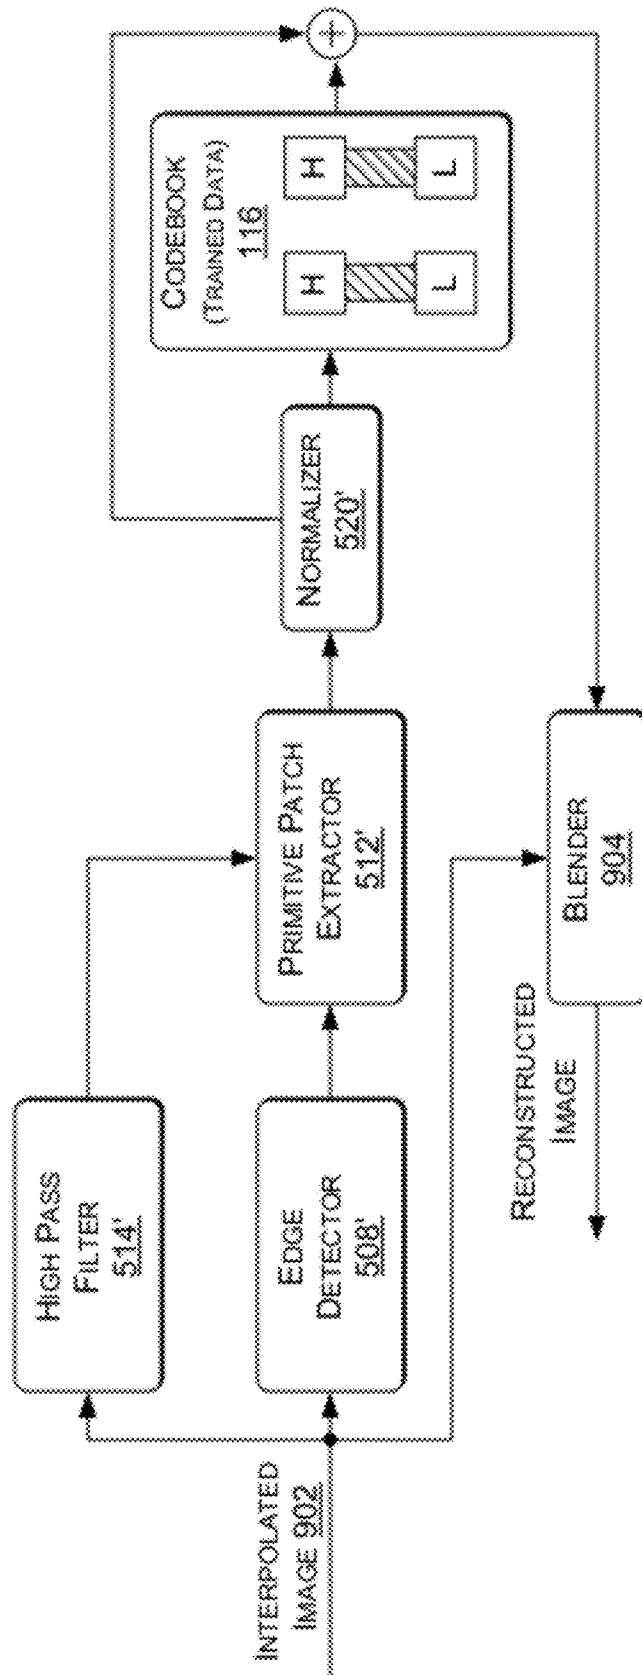 INTERPOLATED
IMAGE 902
HIGH PASS
FILTER
514'
EDGE
DETECTOR
508'
PRIMITIVE PATCH
EXTRACTOR
512'
NORMALIZER
520'
CODEBOOK
(TRAINED DATA)
116
H
H
L
L
+
BLENDER
904
RECONSTRUCTED
IMAGE